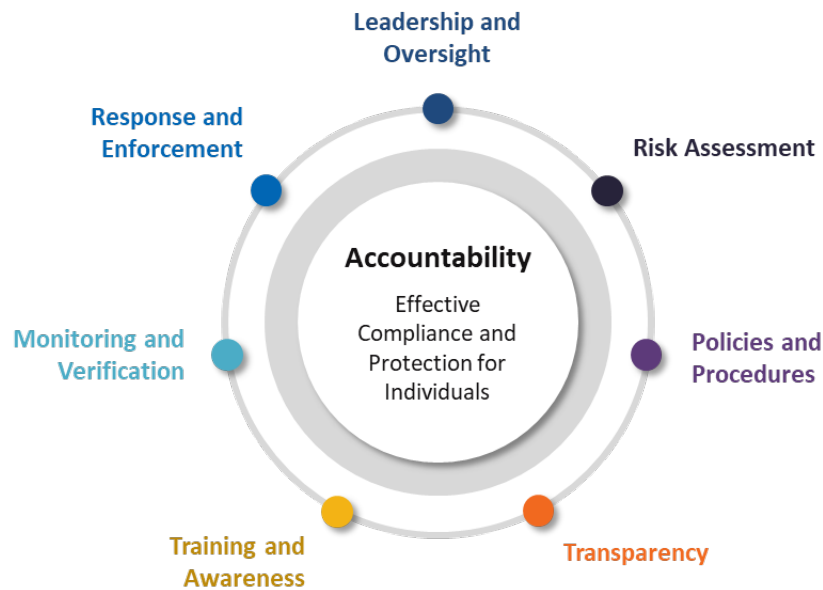 Leadership and
Oversight
Risk Assessment
Policies and
Procedures
Transparency
Training and
Awareness
Monitoring and
Verification
Response and
Enforcement
Accountability
Effective
Compliance and
Protection for
Individuals